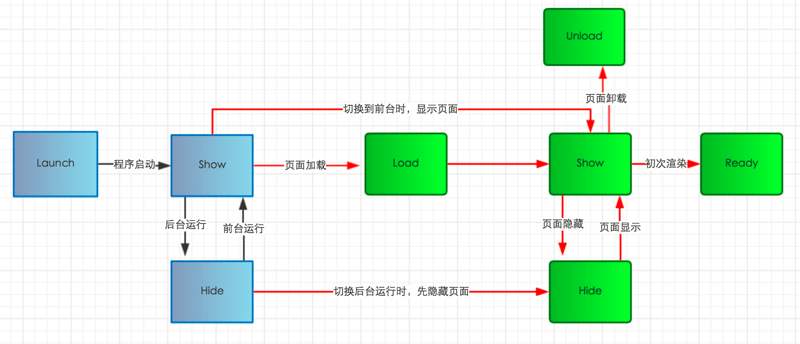 Unload
页面卸载
切换到前台时，显示页面
Launch
程序启动
Show
页面加载
Load
Show
初次渲染
Ready
后台运行
前台运行
页面隐藏
页面显示
Hide
切换后台运行时，先隐藏页面
Hide